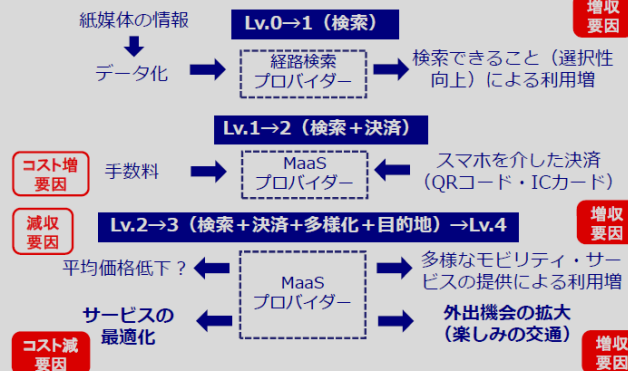 紙媒体の情報
Lv.0→1(検索)
増収
要因
データ化
経路検索
プロバイダー
検索できること(選択性
向上)による利用増
Lv.1→2(検索+決済)
コスト増
要因
手数料
MaaS
プロバイダー
スマホを介した決済
(QRコード・ICカード)
減収
要因
Lv.2→3(検索+決済+多様化+目的地)→Lv.4
増収
要因
平均価格低下?
MaaS
プロバイダー
多様なモビリティ・サー
ビスの提供による利用増
サービスの
最適化
外出機会の拡大
(楽しみの交通)
コスト減
要因
増収
要因